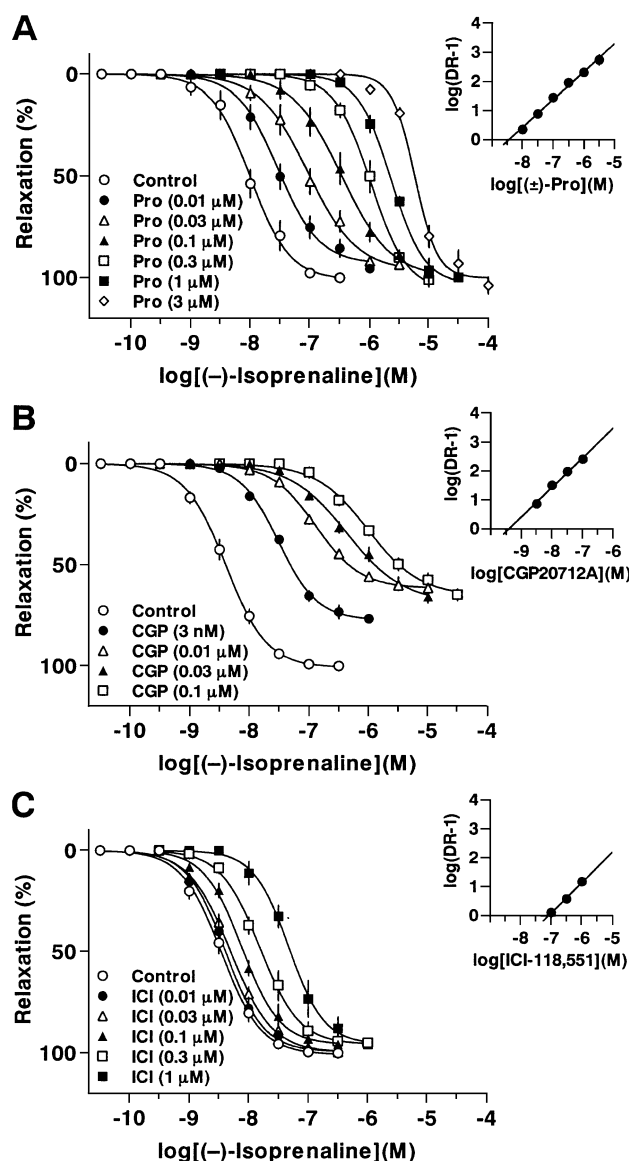 A
Relaxation (%)
0
50
100
Control
Pro (0.01 μM)
Pro (0.03 μM)
Pro (0.1 μM)
Pro (0.3 μM)
Pro (1 μM)
Pro (3 μM)
-10 -9 -8 -7 -6 -5 -4
log[(–)-Isoprenaline](M)
log(DR-1)
4
3
2
1
0
-8 -7 -6 -5
log[(±)-Pro](M)
B
Relaxation (%)
0
50
100
Control
CGP (3 nM)
CGP (0.01 μM)
CGP (0.03 μM)
CGP (0.1 μM)
-10 -9 -8 -7 -6 -5 -4
log[(–)-Isoprenaline](M)
log(DR-1)
4
3
2
1
0
-9 -8 -7 -6
log[CGP20712A](M)
C
Relaxation (%)
0
50
100
Control
ICI (0.01 μM)
ICI (0.03 μM)
ICI (0.1 μM)
ICI (0.3 μM)
ICI (1 μM)
-10 -9 -8 -7 -6 -5 -4
log[(–)-Isoprenaline](M)
log(DR-1)
4
3
2
1
0
-8 -7 -6 -5
log[ICI-118,551](M)